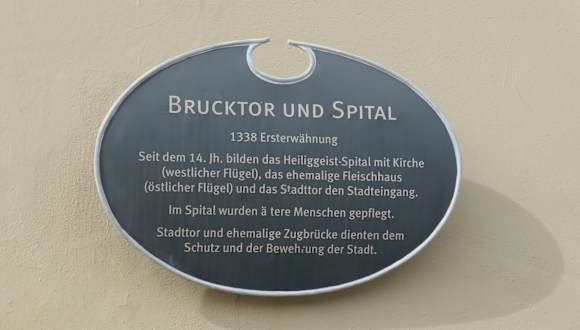 BRUCKTOR UND SPITAL
1338 Ersterwähnung
Seit dem 14. Jh. bilden das Heiliggeist-Spital mit Kirche
(westlicher Flügel), das ehemalige Fleischhaus
(östlicher Flügel) und das Stadttor den Stadteingang.
Im Spital wurden ä tere Menschen gepflegt.
Stadttor und ehemalige Zugbrücke dienten dem
Schutz und der Bewehrung der Stadt.